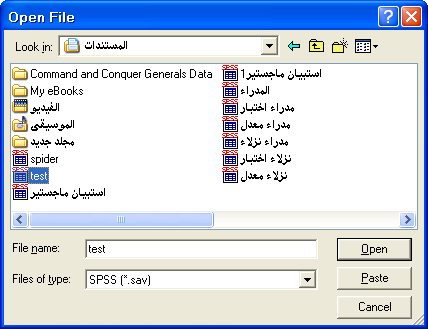 Open File
Look in: المستندات
Command and Conquer Generals Data
My eBooks
الفيديو
الموسيقى
مجلد جديد
spider
test
استبيان ماجستير
استبيان ماجستير1
المدراء
مدراء اختبار
مدراء معدل
مدراء نزلاء
نزلاء اختبار
نزلاء معدل
File name: test
Open
Files of type: SPSS (*.sav)
Paste
Cancel